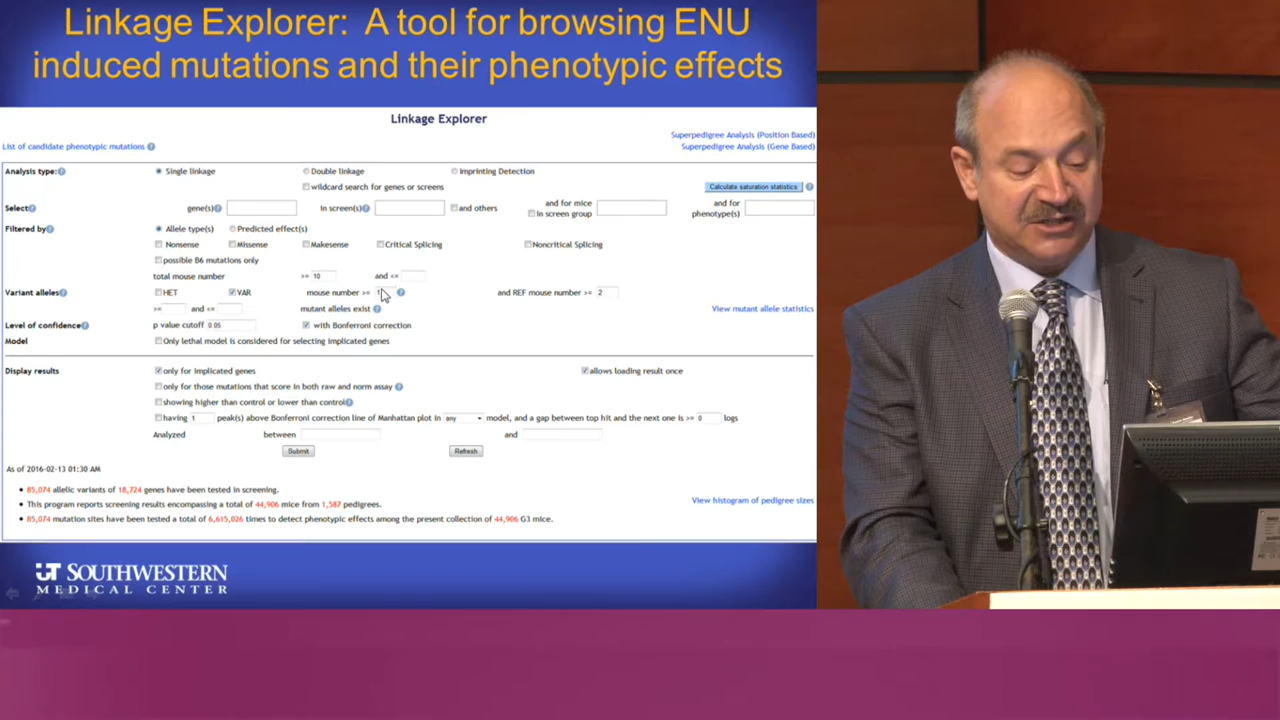 Linkage Explorer: A tool for browsing ENU
induced mutations and their phenotypic effects
Linkage Explorer
Superpedigree Analysis (Position Based)
List of candidate phenotypic mutations
Superpedigree Analysis (Gene Based)
Analysis type: Single linkage Double linkage Imprinting Detection
wildcard search for genes or screens Calculate saturation statistics
Select gene(s) in screen(s) and others and for mice in screen group and for phenotype(s)
Filtered by Allele type(s) Predicted effect(s)
Nonsense Missense Makesense Critical Splicing Noncritical Splicing
possible B6 mutations only
total mouse number >= 10 and <=
Variant alleles HET VAR mouse number >= and REF mouse number >= 2
>= and <= mutant alleles exist View mutant allele statistics
Level of confidence p value cutoff 0.05 with Bonferroni correction
Model Only lethal model is considered for selecting implicated genes
Display results only for implicated genes allows loading result once
only for those mutations that score in both raw and norm assay
showing higher than control or lower than control
having 1 peak(s) above Bonferroni correction line of Manhattan plot in any model, and a gap between top hit and the next one is >= 0 logs
Analyzed between and
Submit Refresh
As of 2016-02-13 01:30 AM
85,074 allelic variants of 18,724 genes have been tested in screening.
This program reports screening results encompassing a total of 44,906 mice from 1,587 pedigrees. View histogram of pedigree sizes
85,074 mutation sites have been tested a total of 6,615,026 times to detect phenotypic effects among the present collection of 44,906 G3 mice.
UT SOUTHWESTERN
MEDICAL CENTER